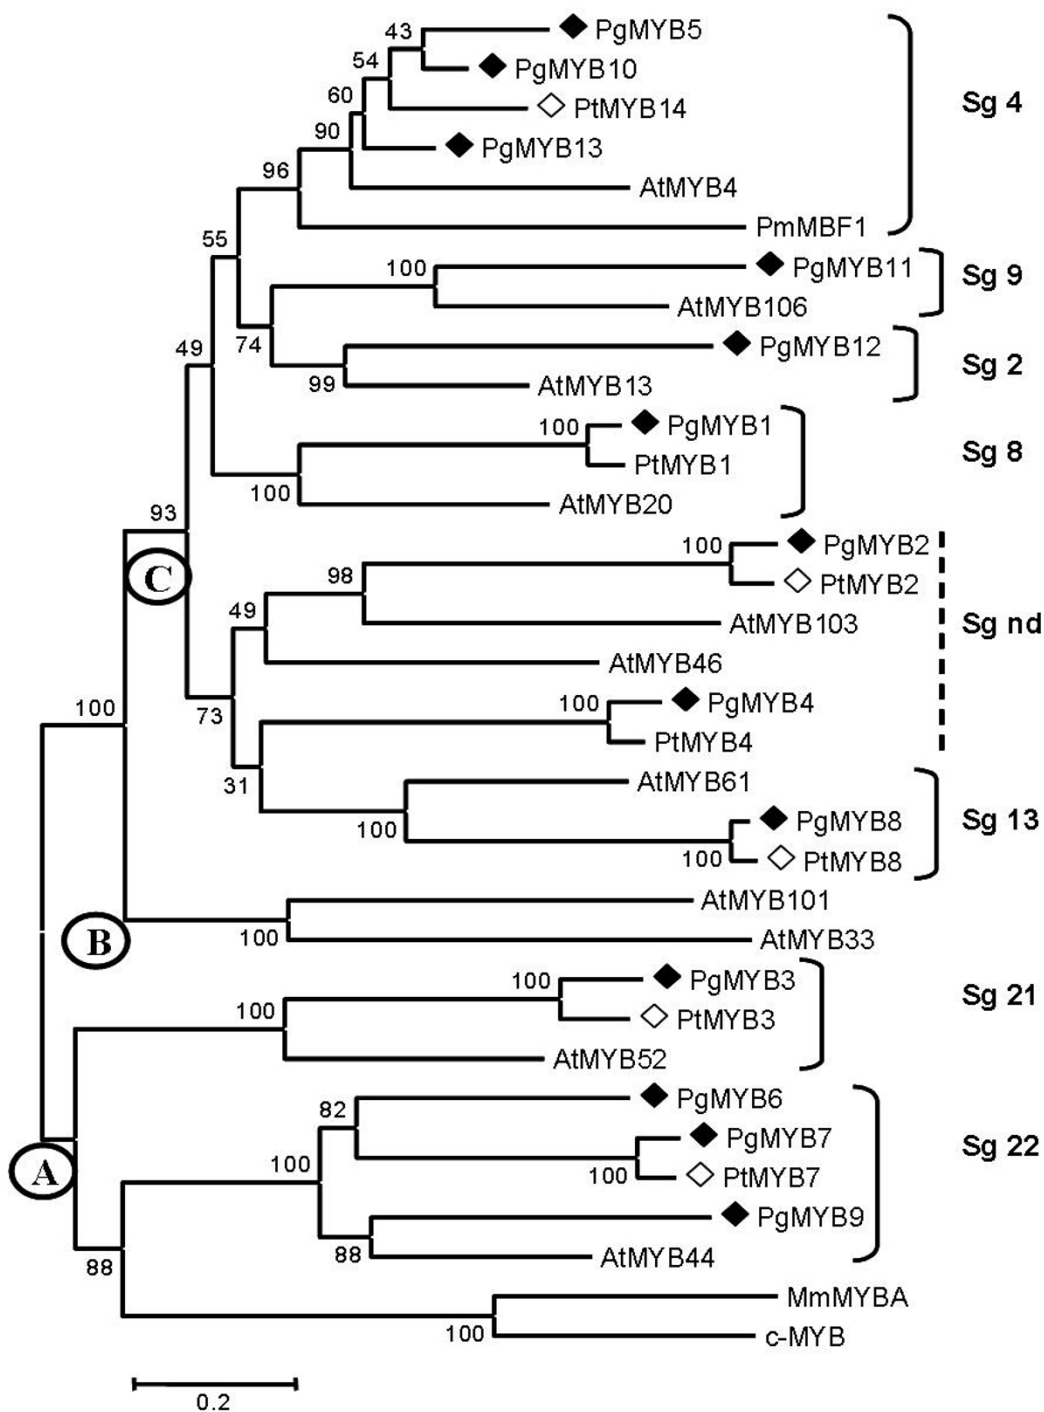 43
PgMYB5
PgMYB10
54
PtMYB14
60
PgMYB13
90
AtMYB4
96
PmMBF1
Sg 4
55
100
PgMYB11
AtMYB106
Sg 9
74
PgMYB12
99
AtMYB13
Sg 2
49
100
PgMYB1
PtMYB1
100
AtMYB20
Sg 8
93
C
100
PgMYB2
PtMYB2
98
AtMYB103
49
AtMYB46
Sg nd
100
PgMYB4
PtMYB4
73
31
AtMYB61
100
PgMYB8
100
PtMYB8
Sg 13
100
B
AtMYB101
100
AtMYB33
100
PgMYB3
PtMYB3
100
AtMYB52
Sg 21
A
82
PgMYB6
PgMYB7
100
PtMYB7
100
PgMYB9
88
AtMYB44
Sg 22
88
MmMYBA
100
c-MYB
0.2